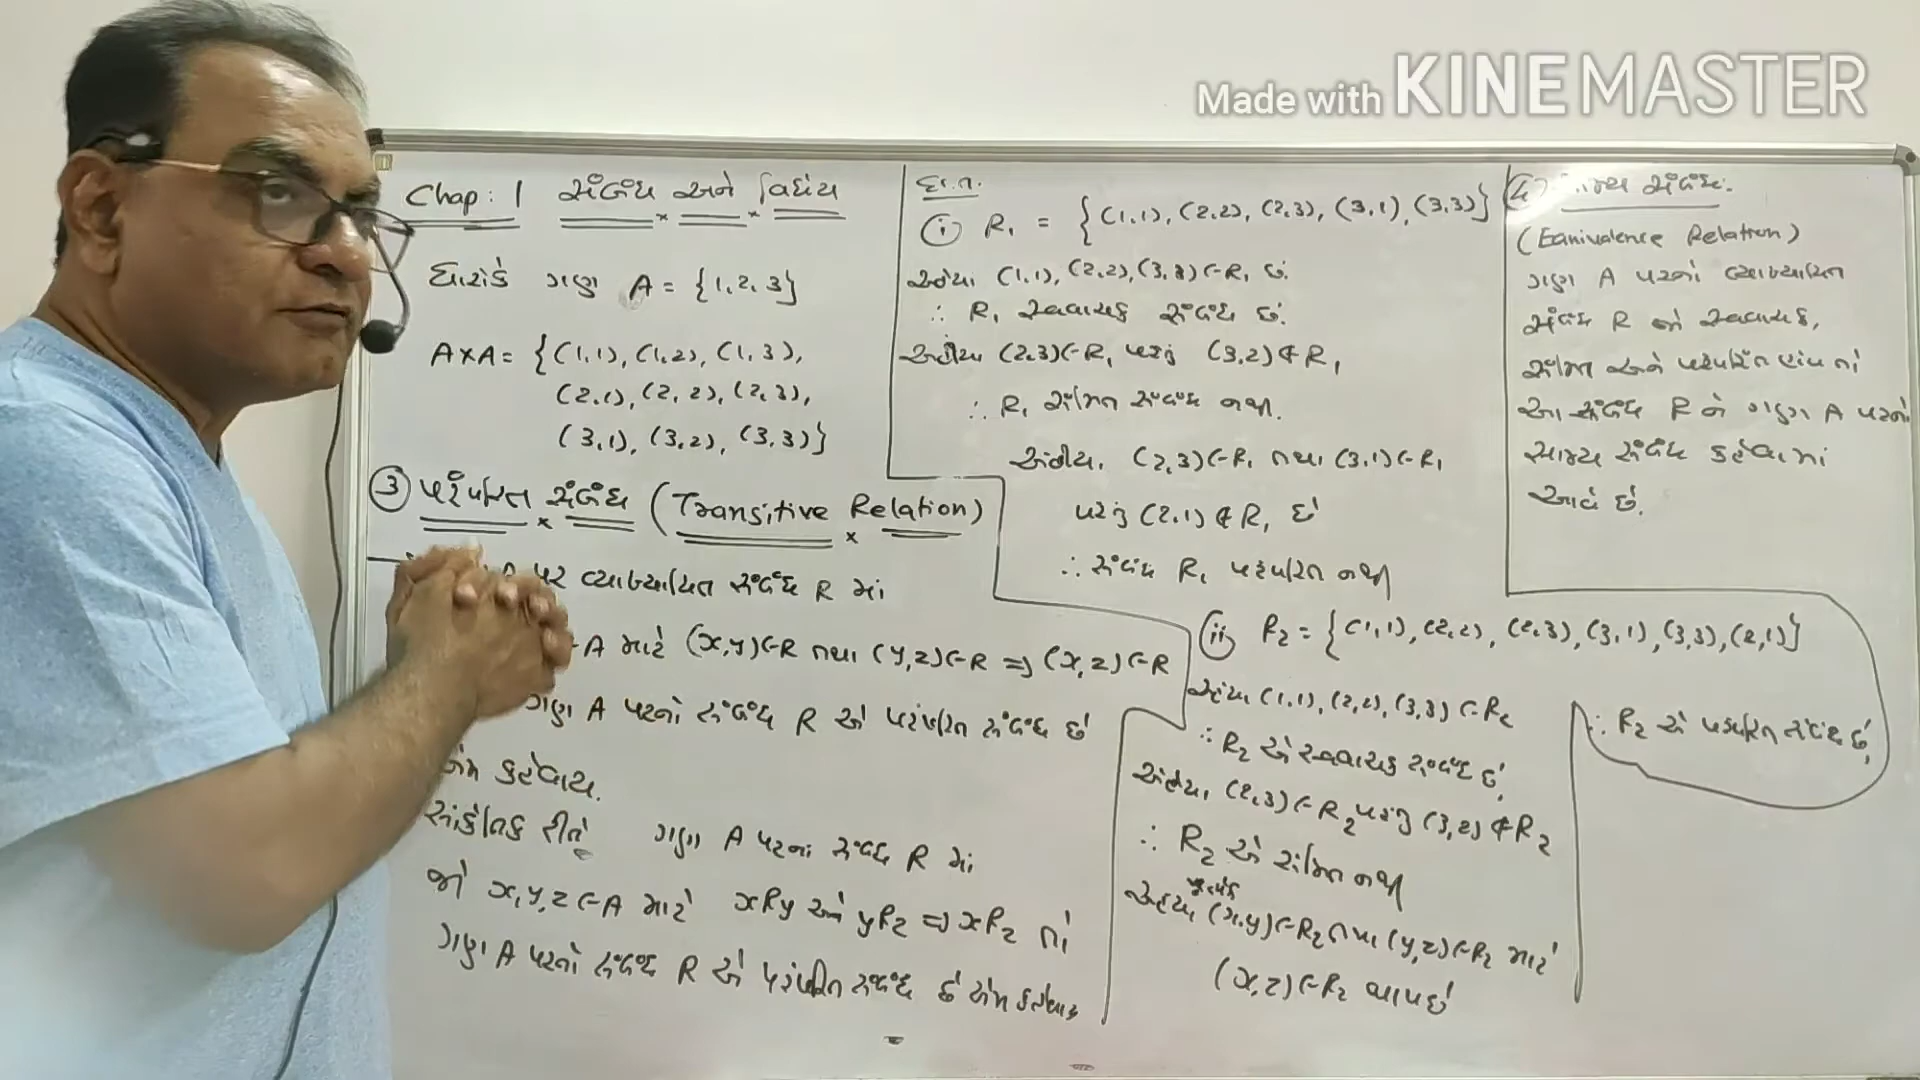 Made with KINEMASTER
Chap: 1 સંબંધ અને વિધેય
ધારોકે ગણ A = {1,2,3}
A×A = {(1,1), (1,2), (1,3),
(2,1), (2,2), (2,3),
(3,1), (3,2), (3,3)}
③ પરંપરિત સંબંધ (Transitive Relation)
પર વ્યાખ્યાયિત સંબંધ R માં
∈A માટે (x,y)∈R તથા (y,z)∈R ⇒ (x,z)∈R
ગણ A પરનો સંબંધ R એ પરંપરિત સંબંધ છે
એમ કહેવાય.
સાંકેતિક રીતે ગણ A પરના સંબંધ R માં
જો x,y,z∈A માટે xRy અને yRz ⇒ xRz તો
ગણ A પરનો સંબંધ R એ પરંપરિત સંબંધ છે એમ કહેવાય
દા.ત.
(i) R₁ = {(1,1), (2,2), (2,3), (3,1), (3,3)}
અહીંયા (1,1), (2,2), (3,3)∈R₁ છે.
∴ R₁ સ્વવાચક સંબંધ છે.
અહીંયા (2,3)∈R₁ પરંતુ (3,2)∉R₁
∴ R₁ સંમિત સંબંધ નથી.
અહીંયા (2,3)∈R₁ તથા (3,1)∈R₁
પરંતુ (2,1)∉R₁ છે
∴ સંબંધ R₁ પરંપરિત નથી
(ii) R₂ = {(1,1), (2,2), (2,3), (3,1), (3,3), (2,1)}
અહીંયા (1,1), (2,2), (3,3)∈R₂
∴ R₂ એ સ્વવાચક સંબંધ છે.
અહીંયા (2,3)∈R₂ પરંતુ (3,2)∉R₂
∴ R₂ એ સંમિત નથી
પ્રત્યેક
અહીંયા (x,y)∈R₂ તથા (y,z)∈R₂ માટે
(x,z)∈R₂ થાય છે
∴ R₂ એ પરંપરિત સંબંધ છે.
સામ્ય સંબંધ.
(Equivalence Relation)
ગણ A પરનો વ્યાખ્યાયિત
સંબંધ R જો સ્વવાચક,
સંમિત અને પરંપરિત હોય તો
આ સંબંધ R ને ગણ A પરનો
સામ્ય સંબંધ કહેવામાં
આવે છે.